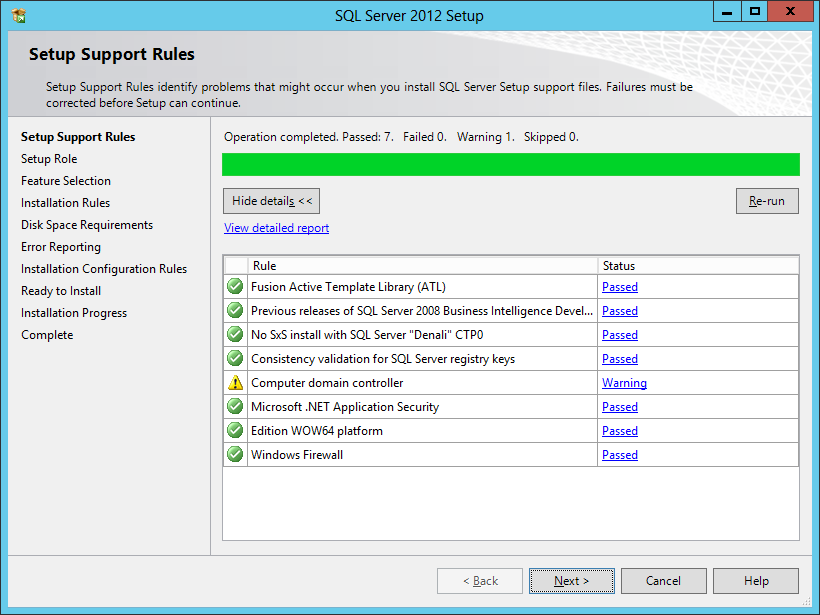 SQL Server 2012 Setup
Setup Support Rules
Setup Support Rules identify problems that might occur when you install SQL Server Setup support files. Failures must be
corrected before Setup can continue.
Setup Support Rules
Setup Role
Feature Selection
Installation Rules
Disk Space Requirements
Error Reporting
Installation Configuration Rules
Ready to Install
Installation Progress
Complete
Operation completed. Passed: 7.   Failed 0.   Warning 1.   Skipped 0.
Hide details <<
Re-run
View detailed report
Rule Status
Fusion Active Template Library (ATL) Passed
Previous releases of SQL Server 2008 Business Intelligence Devel... Passed
No SxS install with SQL Server "Denali" CTP0 Passed
Consistency validation for SQL Server registry keys Passed
Computer domain controller Warning
Microsoft .NET Application Security Passed
Edition WOW64 platform Passed
Windows Firewall Passed
< Back Next > Cancel Help